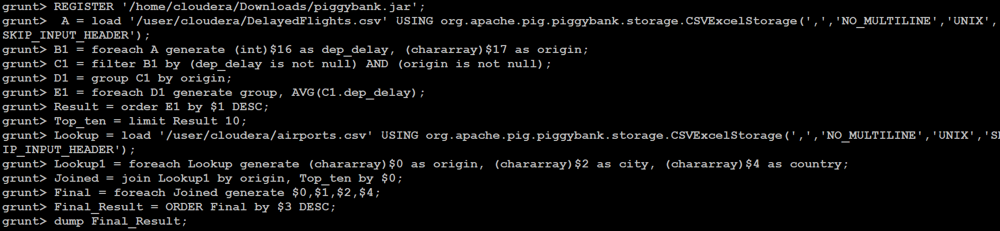 grunt> REGISTER '/home/cloudera/Downloads/piggybank.jar';
grunt>  A = load '/user/cloudera/DelayedFlights.csv' USING org.apache.pig.piggybank.storage.CSVExcelStorage(',','NO_MULTILINE','UNIX','
SKIP_INPUT_HEADER');
grunt> B1 = foreach A generate (int)$16 as dep_delay, (chararray)$17 as origin;
grunt> C1 = filter B1 by (dep_delay is not null) AND (origin is not null);
grunt> D1 = group C1 by origin;
grunt> E1 = foreach D1 generate group, AVG(C1.dep_delay);
grunt> Result = order E1 by $1 DESC;
grunt> Top_ten = limit Result 10;
grunt> Lookup = load '/user/cloudera/airports.csv' USING org.apache.pig.piggybank.storage.CSVExcelStorage(',','NO_MULTILINE','UNIX','SK
IP_INPUT_HEADER');
grunt> Lookup1 = foreach Lookup generate (chararray)$0 as origin, (chararray)$2 as city, (chararray)$4 as country;
grunt> Joined = join Lookup1 by origin, Top_ten by $0;
grunt> Final = foreach Joined generate $0,$1,$2,$4;
grunt> Final_Result = ORDER Final by $3 DESC;
grunt> dump Final_Result;